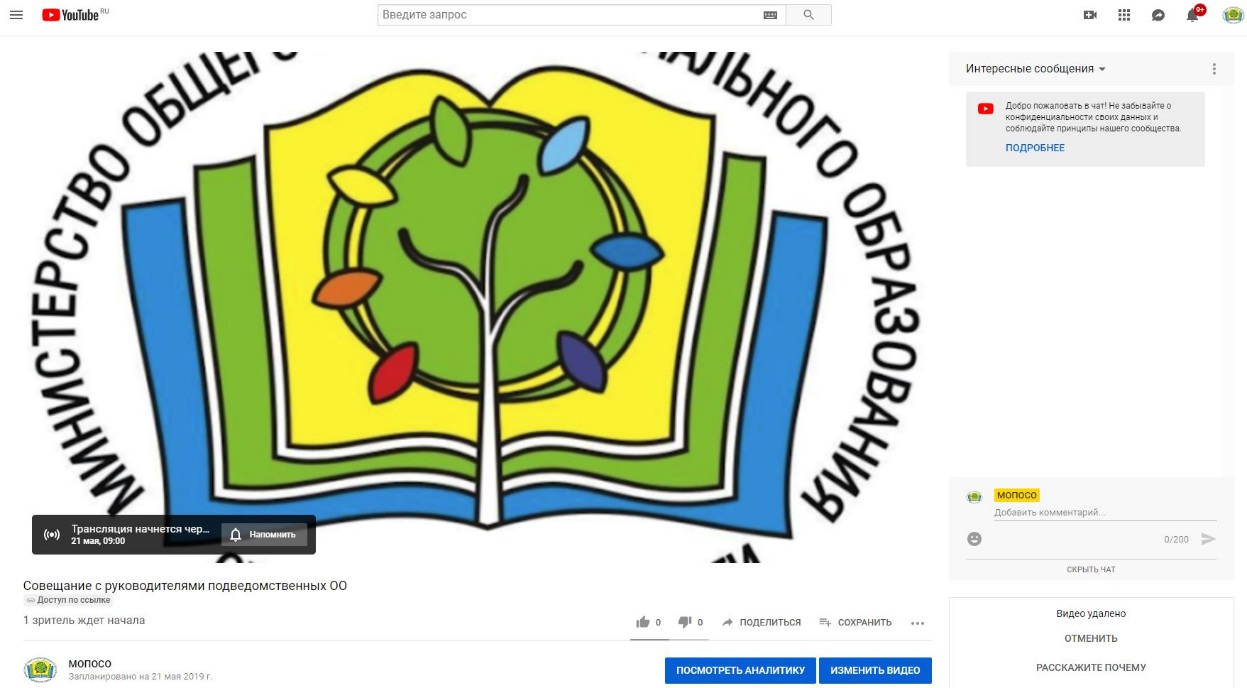 YouTube RU
Введите запрос
9+
МИНИСТЕРСТВО ОБЩЕГО
АЛЬНОГО ОБРАЗОВАНИЯ
Трансляция начнется чер...
21 мая, 09:00
Напомнить
Совещание с руководителями подведомственных ОО
Доступ по ссылке
1 зритель ждет начала
0
0
ПОДЕЛИТЬСЯ
СОХРАНИТЬ
МОПОСО
Запланировано на 21 мая 2019 г.
ПОСМОТРЕТЬ АНАЛИТИКУ
ИЗМЕНИТЬ ВИДЕО
Интересные сообщения
Добро пожаловать в чат! Не забывайте о
конфиденциальности своих данных и
соблюдайте принципы нашего сообщества.
ПОДРОБНЕЕ
МОПОСО
Добавить комментарий...
0/200
СКРЫТЬ ЧАТ
Видео удалено
ОТМЕНИТЬ
РАССКАЖИТЕ ПОЧЕМУ